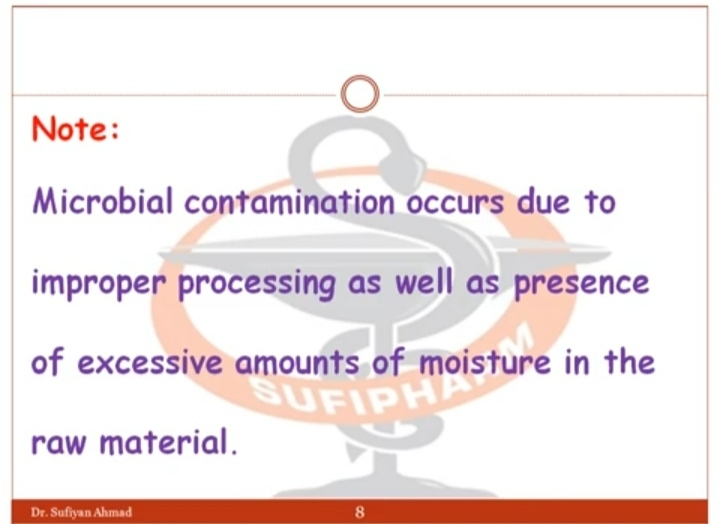 Note:
Microbial contamination occurs due to
improper processing as well as presence
of excessive amounts of moisture in the
raw material.
SUFIPHARM
Dr. Sufiyan Ahmad
8